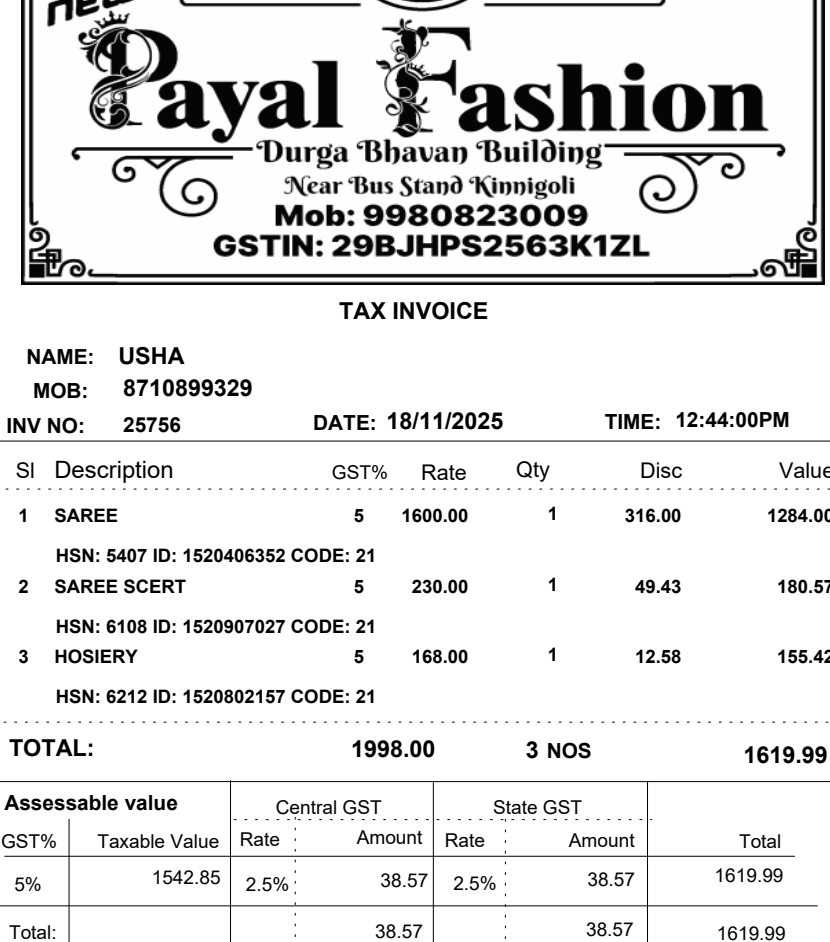 new
Payal Fashion
Durga Bhavan Building
Near Bus Stand Kinnigoli
Mob: 9980823009
GSTIN: 29BJHPS2563K1ZL
TAX INVOICE
NAME: USHA
MOB: 8710899329
INV NO: 25756 DATE: 18/11/2025 TIME: 12:44:00PM
Sl Description GST% Rate Qty Disc Value
1 SAREE 5 1600.00 1 316.00 1284.00
HSN: 5407 ID: 1520406352 CODE: 21
2 SAREE SCERT 5 230.00 1 49.43 180.57
HSN: 6108 ID: 1520907027 CODE: 21
3 HOSIERY 5 168.00 1 12.58 155.42
HSN: 6212 ID: 1520802157 CODE: 21
TOTAL: 1998.00 3 NOS 1619.99
Assessable value Central GST State GST
GST% Taxable Value Rate Amount Rate Amount Total
5% 1542.85 2.5% 38.57 2.5% 38.57 1619.99
Total: 38.57 38.57 1619.99